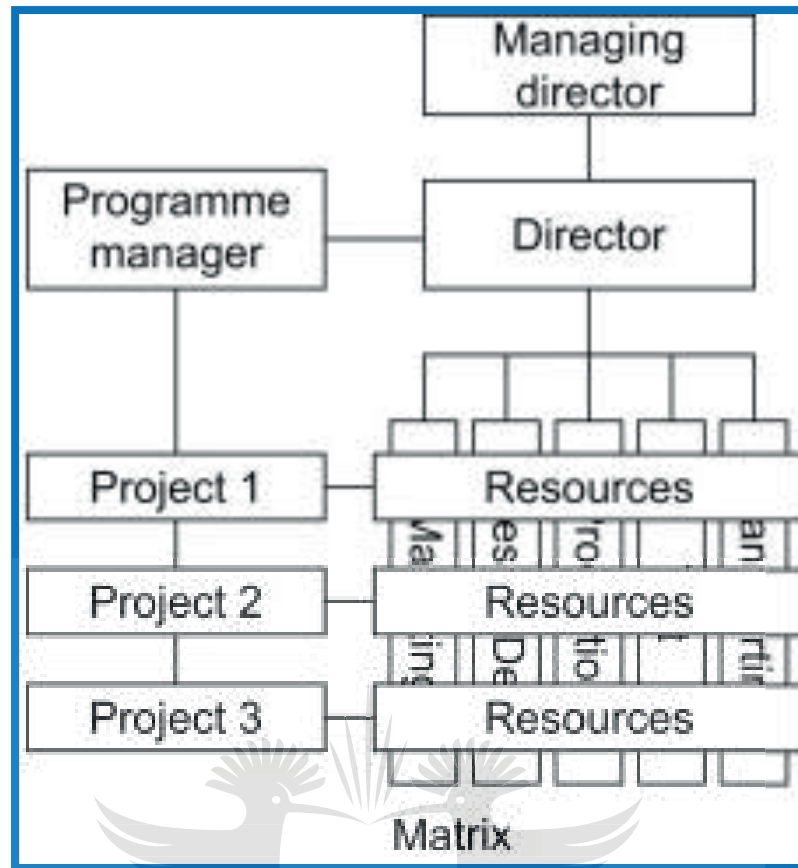 Managing
director
Programme
manager
Director
Project 1
Resources
Project 2
Resources
Project 3
Resources
Matrix